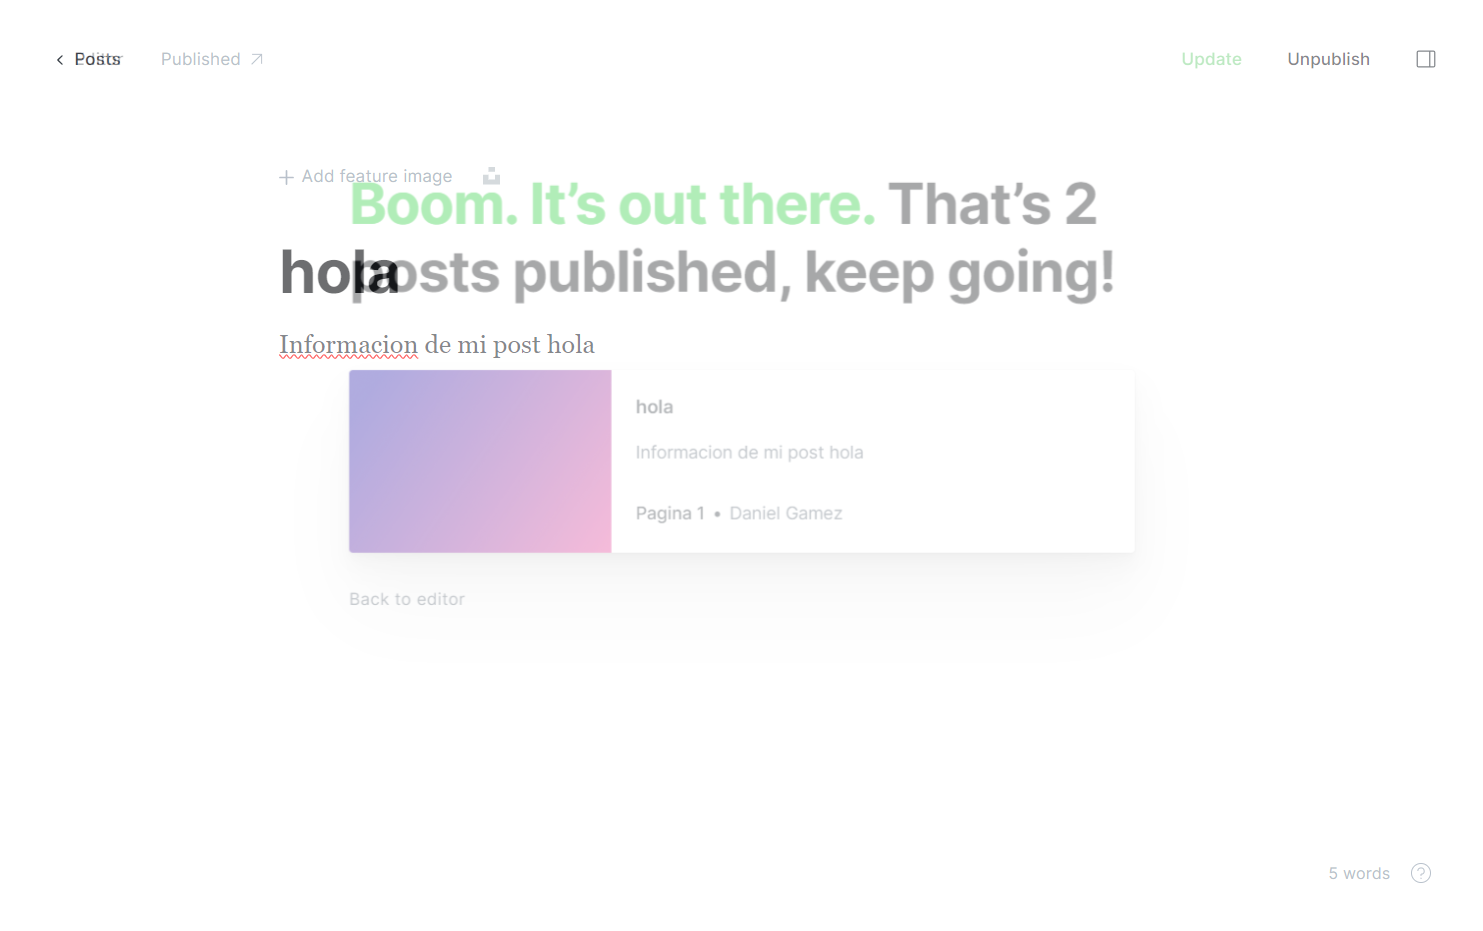 Posts
Editor
Published
Update
Unpublish
Add feature image
Boom. It’s out there. That’s 2
posts published, keep going!
hola
Informacion de mi post hola
hola
Informacion de mi post hola
Pagina 1 • Daniel Gamez
Back to editor
5 words